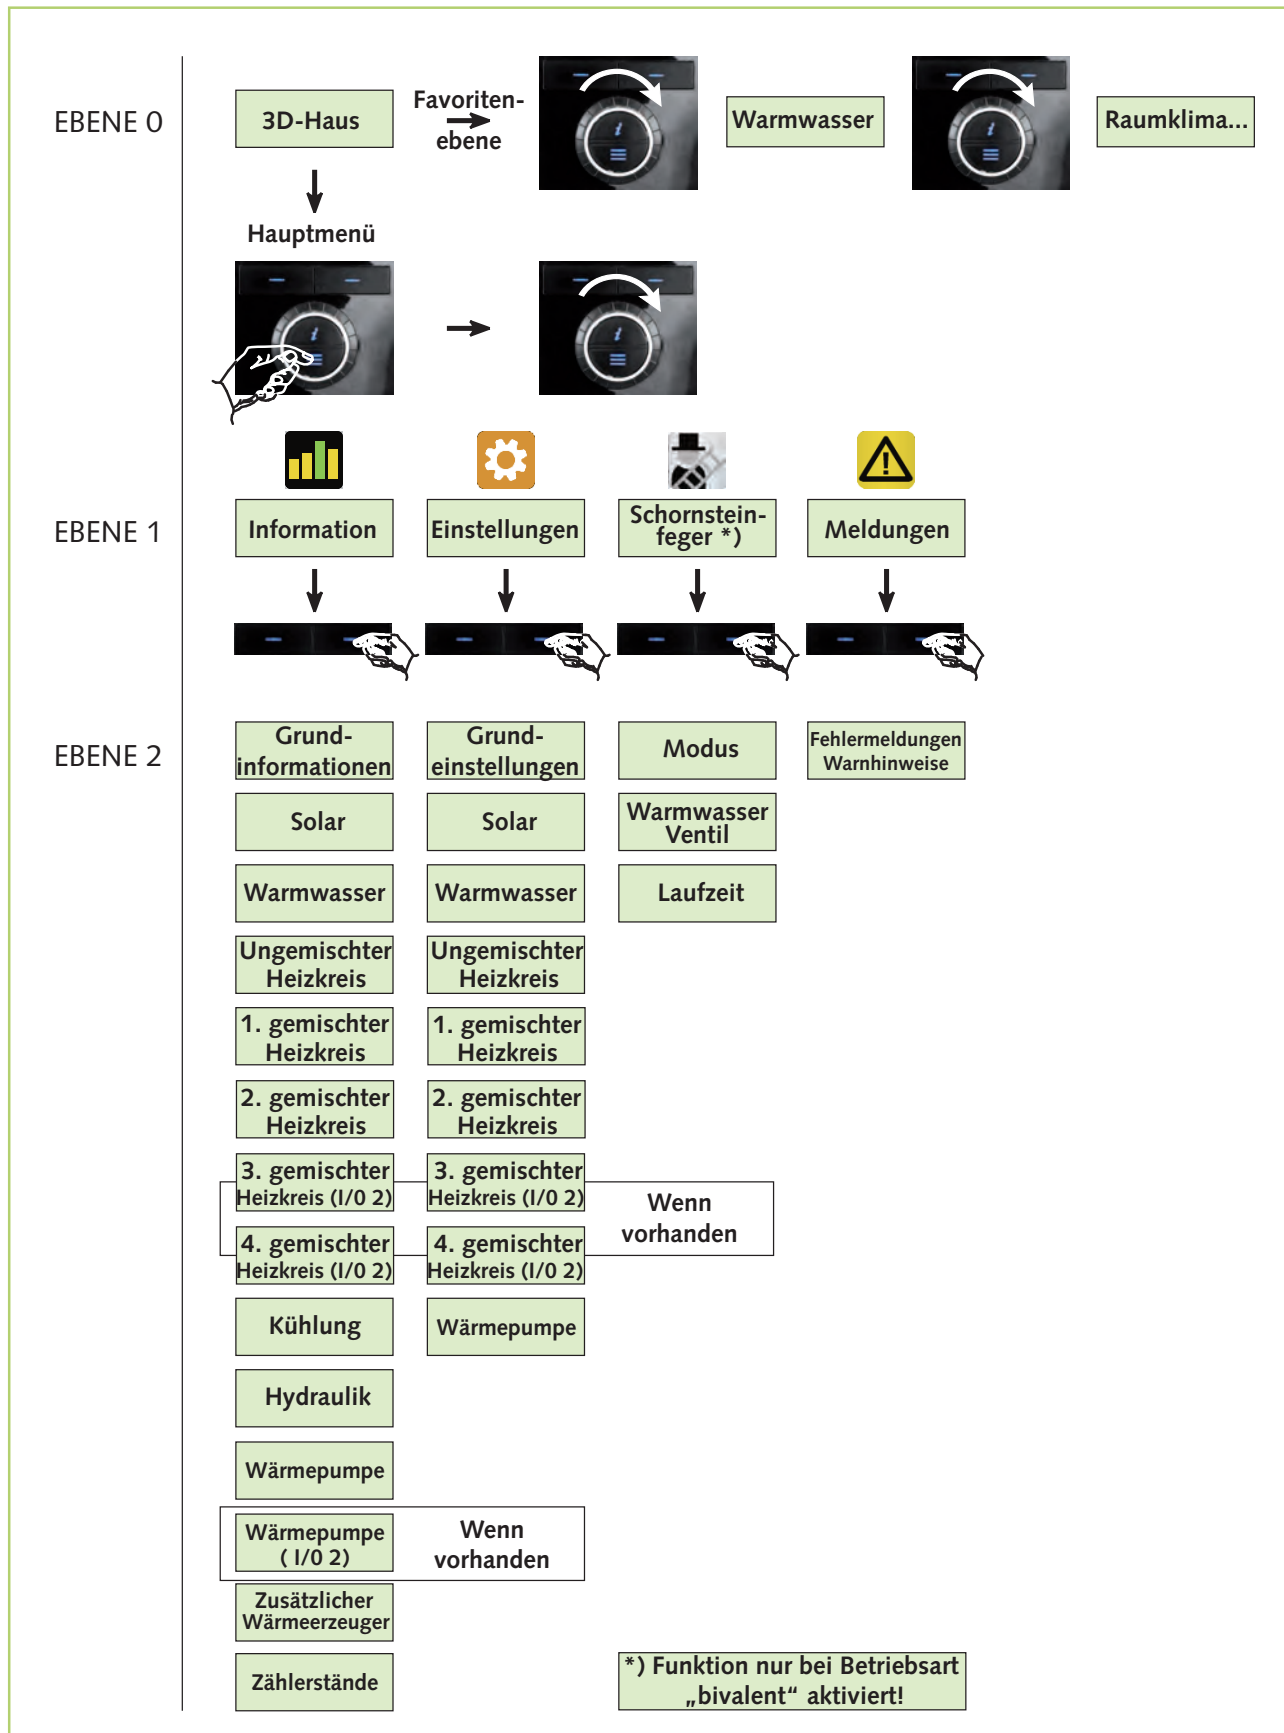 EBENE 0
3D-Haus
Favoriten-
ebene
i
Warmwasser
i
Raumklima...
Hauptmenü
i
i
EBENE 1
Information
Einstellungen
Schornstein-
feger *)
Meldungen
EBENE 2
Grund-
informationen
Grund-
einstellungen
Modus
Fehlermeldungen
Warnhinweise
Solar
Solar
Warmwasser
Ventil
Warmwasser
Warmwasser
Laufzeit
Ungemischter
Heizkreis
Ungemischter
Heizkreis
1. gemischter
Heizkreis
1. gemischter
Heizkreis
2. gemischter
Heizkreis
2. gemischter
Heizkreis
3. gemischter
Heizkreis (I/0 2)
3. gemischter
Heizkreis (I/0 2)
Wenn
vorhanden
4. gemischter
Heizkreis (I/0 2)
4. gemischter
Heizkreis (I/0 2)
Kühlung
Wärmepumpe
Hydraulik
Wärmepumpe
Wärmepumpe
( I/0 2)
Wenn
vorhanden
Zusätzlicher
Wärmeerzeuger
Zählerstände
*) Funktion nur bei Betriebsart
„bivalent“ aktiviert!